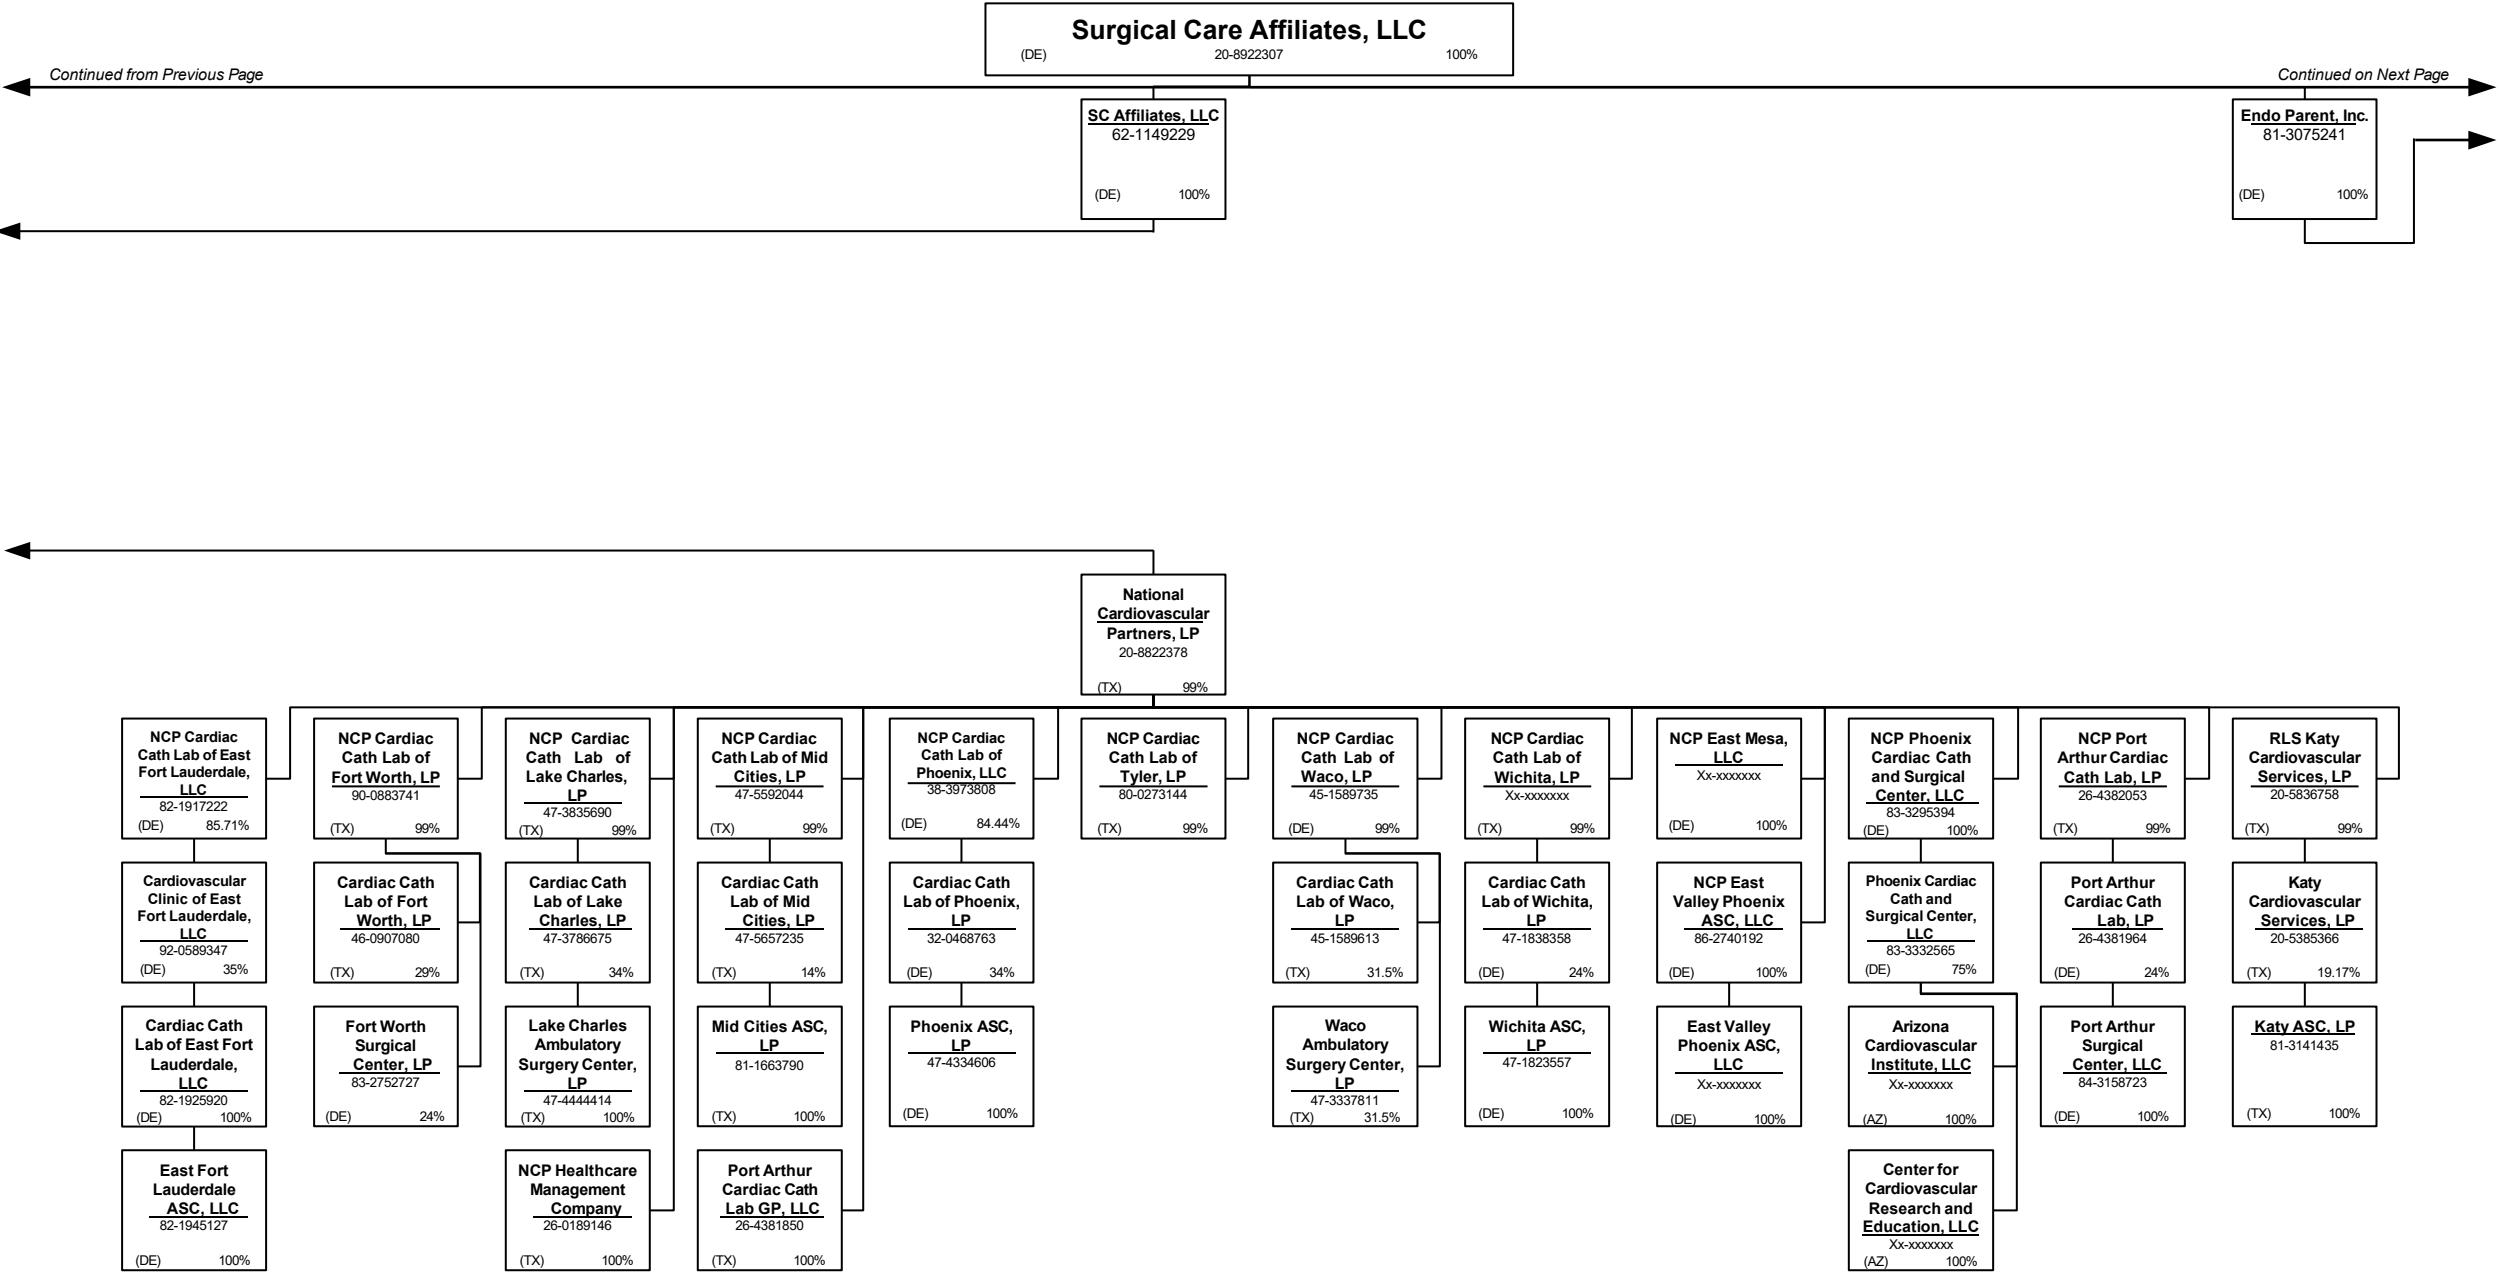 Surgical Care Affiliates, LLC
(DE) 20-8922307 100%
Continued from Previous Page
Continued on Next Page
SC Affiliates, LLC
62-1149229
(DE) 100%
Endo Parent, Inc.
81-3075241
(DE) 100%
National
Cardiovascular
Partners, LP
20-8822378
(TX) 99%
NCP Cardiac
Cath Lab of East
Fort Lauderdale,
LLC
82-1917222
(DE) 85.71%
NCP Cardiac
Cath Lab of
Fort Worth, LP
90-0883741
(TX) 99%
NCP Cardiac
Cath Lab of
Lake Charles,
LP
47-3835690
(TX) 99%
NCP Cardiac
Cath Lab of Mid
Cities, LP
47-5592044
(TX) 99%
NCP Cardiac
Cath Lab of
Phoenix, LLC
38-3973808
(DE) 84.44%
NCP Cardiac
Cath Lab of
Tyler, LP
80-0273144
(TX) 99%
NCP Cardiac
Cath Lab of
Waco, LP
45-1589735
(DE) 99%
NCP Cardiac
Cath Lab of
Wichita, LP
Xx-xxxxxxx
(TX) 99%
NCP East Mesa,
LLC
Xx-xxxxxxx
(DE) 100%
NCP Phoenix
Cardiac Cath
and Surgical
Center, LLC
83-3295394
(DE) 100%
NCP Port
Arthur Cardiac
Cath Lab, LP
26-4382053
(TX) 99%
RLS Katy
Cardiovascular
Services, LP
20-5836758
(TX) 99%
Cardiovascular
Clinic of East
Fort Lauderdale,
LLC
92-0589347
(DE) 35%
Cardiac Cath
Lab of Fort
Worth, LP
46-0907080
(TX) 29%
Cardiac Cath
Lab of Lake
Charles, LP
47-3786675
(TX) 34%
Cardiac Cath
Lab of Mid
Cities, LP
47-5657235
(TX) 14%
Cardiac Cath
Lab of Phoenix,
LP
32-0468763
(DE) 34%
Cardiac Cath
Lab of Waco,
LP
45-1589613
(TX) 31.5%
Cardiac Cath
Lab of Wichita,
LP
47-1838358
(DE) 24%
NCP East
Valley Phoenix
ASC, LLC
86-2740192
(DE) 100%
Phoenix Cardiac
Cath and
Surgical Center,
LLC
83-3332565
(DE) 75%
Port Arthur
Cardiac Cath
Lab, LP
26-4381964
(DE) 24%
Katy
Cardiovascular
Services, LP
20-5385366
(TX) 19.17%
Cardiac Cath
Lab of East Fort
Lauderdale,
LLC
82-1925920
(DE) 100%
Fort Worth
Surgical
Center, LP
83-2752727
(DE) 24%
Lake Charles
Ambulatory
Surgery Center,
LP
47-4444414
(TX) 100%
Mid Cities ASC,
LP
81-1663790
(TX) 100%
Phoenix ASC,
LP
47-4334606
(DE) 100%
Waco
Ambulatory
Surgery Center,
LP
47-3337811
(TX) 31.5%
Wichita ASC,
LP
47-1823557
(DE) 100%
East Valley
Phoenix ASC,
LLC
Xx-xxxxxxx
(DE) 100%
Arizona
Cardiovascular
Institute, LLC
Xx-xxxxxxx
(AZ) 100%
Port Arthur
Surgical
Center, LLC
84-3158723
(DE) 100%
Katy ASC, LP
81-3141435
(TX) 100%
East Fort
Lauderdale
ASC, LLC
82-1945127
(DE) 100%
NCP Healthcare
Management
Company
26-0189146
(TX) 100%
Port Arthur
Cardiac Cath
Lab GP, LLC
26-4381850
(TX) 100%
Center for
Cardiovascular
Research and
Education, LLC
Xx-xxxxxxx
(AZ) 100%